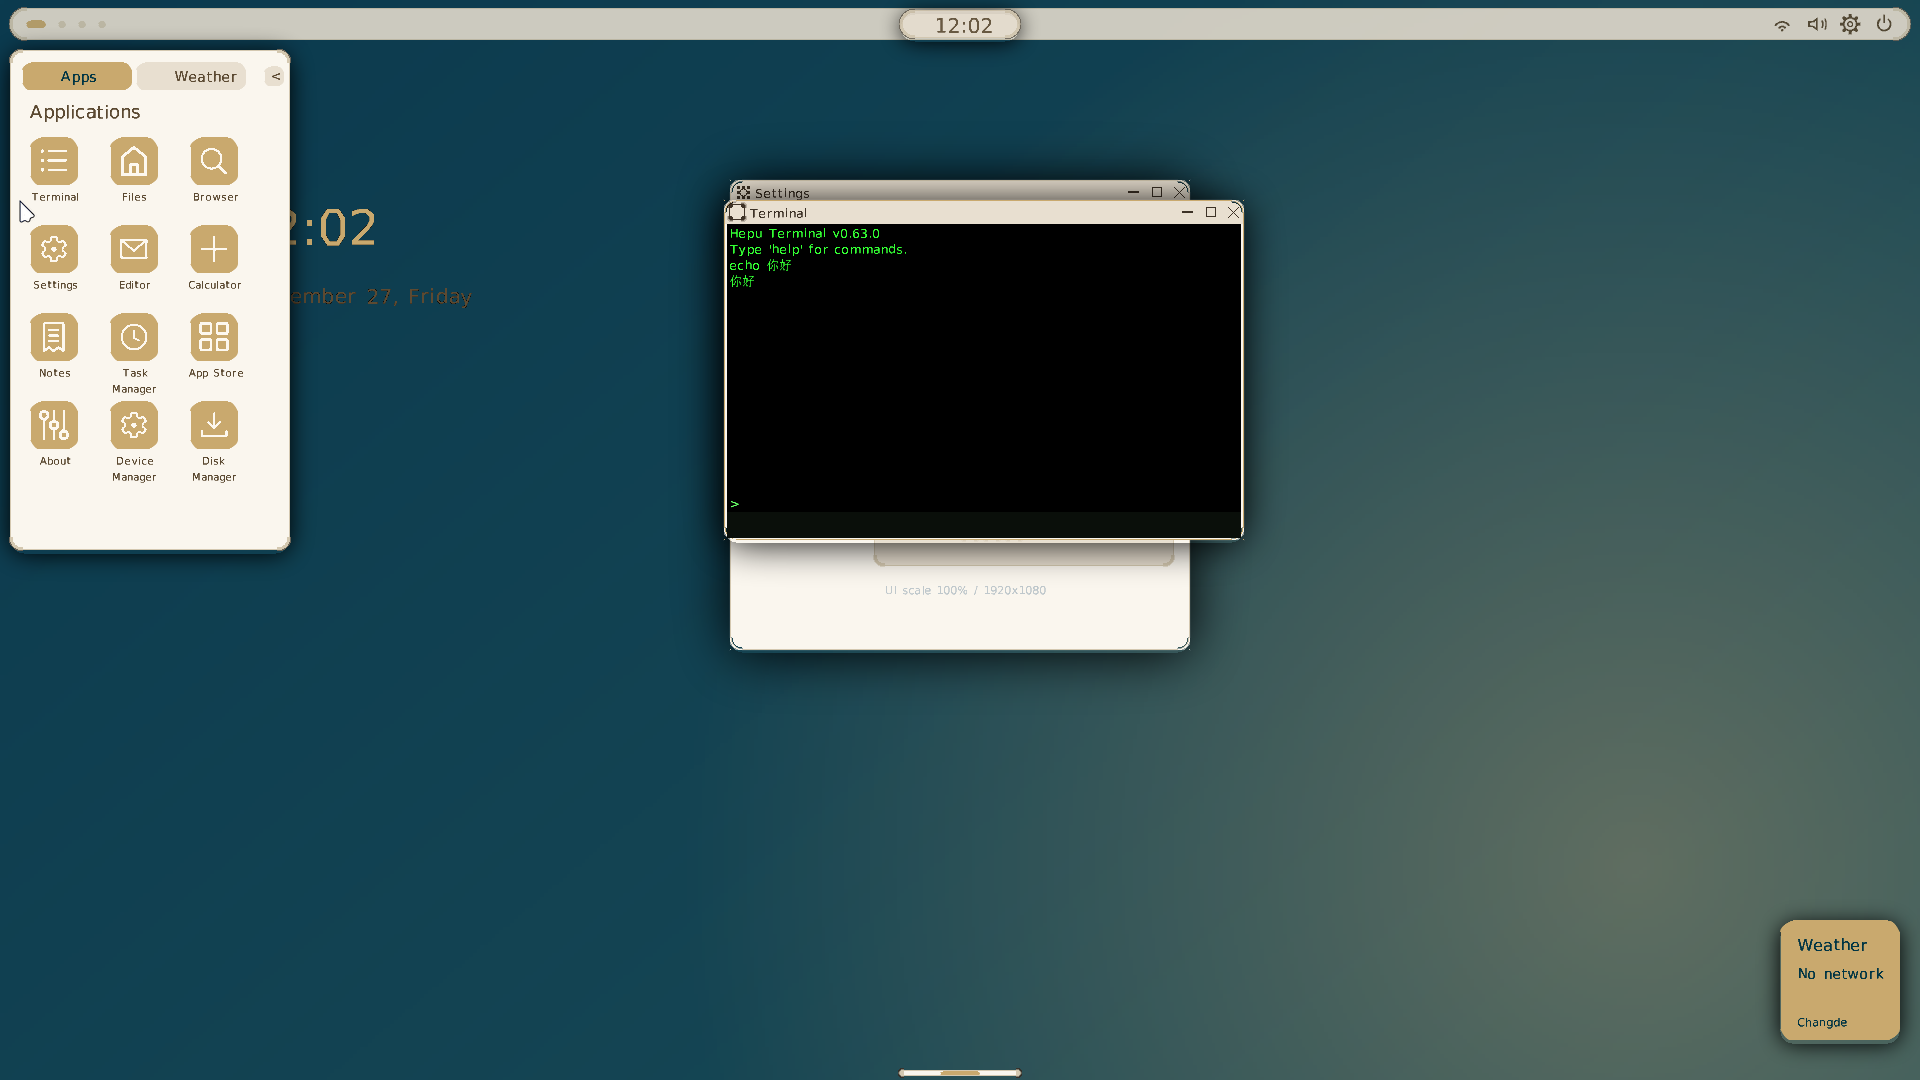 12:02
Apps
Weather
<
Applications
Terminal
Files
Browser
Settings
Editor
Calculator
Notes
Task
Manager
App Store
About
Device
Manager
Disk
Manager
2:02
ember 27, Friday
Settings
Terminal
Hepu Terminal v0.63.0
Type 'help' for commands.
echo 你好
你好
>
UI scale 100% / 1920x1080
Weather
No network
Changde